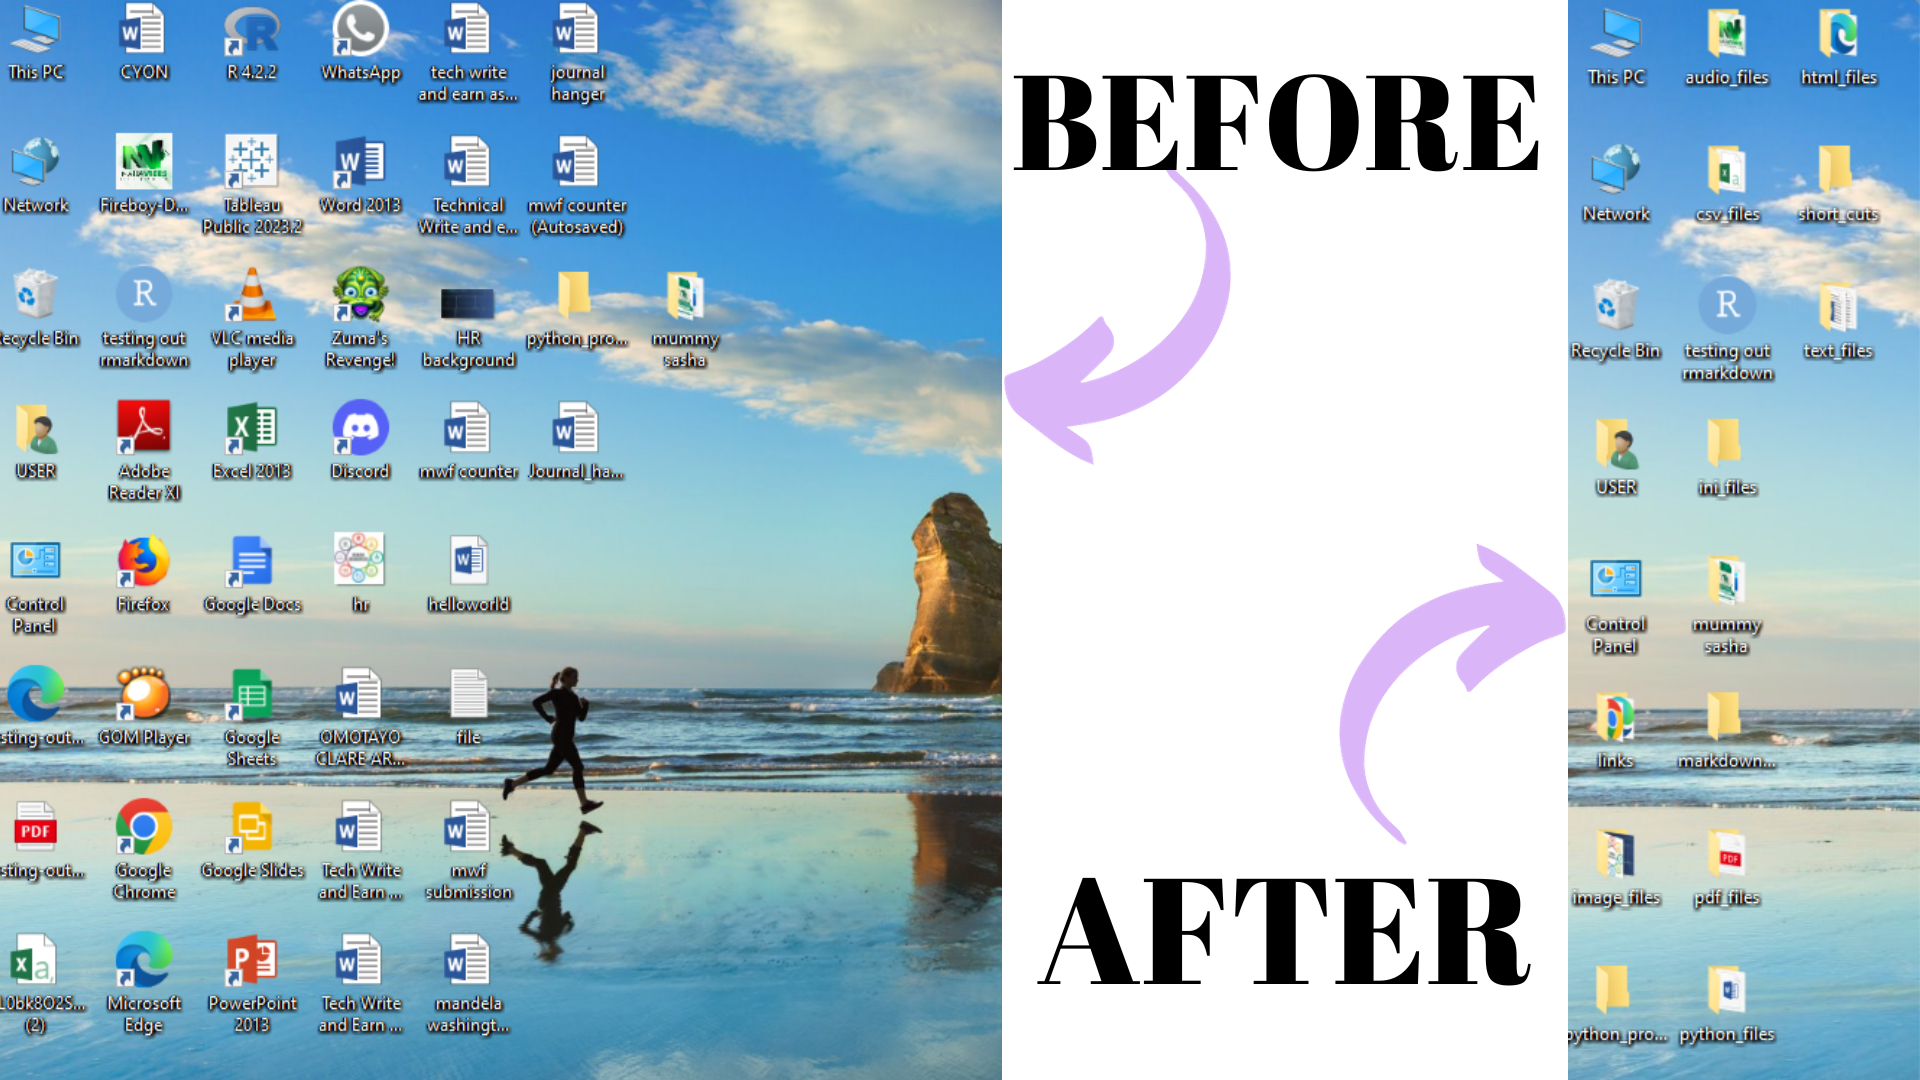 This PC
CYON
R 4.2.2
WhatsApp
tech write
and earn as...
journal
hanger
Network
Fireboy-D...
Tableau
Public 2023.2
Word 2013
Technical
Write and e...
mwf counter
(Autosaved)
ecycle Bin
testing out
rmarkdown
VLC media
player
Zuma's
Revenge!
HR
background
python_pro...
mummy
sasha
USER
Adobe
Reader XI
Excel 2013
Discord
mwf counter
Journal_ha...
Control
Panel
Firefox
Google Docs
hr
helloworld
sting-out...
GOM Player
Google
Sheets
OMOTAYO
CLARE AR...
file
PDF
sting-out...
Google
Chrome
Google Slides
Tech Write
and Earn ...
mwf
submission
(2)
Microsoft
Edge
PowerPoint
2013
Tech Write
and Earn ...
mandela
washingt...
BEFORE
AFTER
This PC
audio_files
html_files
Network
csv_files
short_cuts
Recycle Bin
R
testing out
rmarkdown
text_files
USER
ini_files
Control
Panel
mummy
sasha
links
markdown...
image_files
PDF
pdf_files
python_pro...
python_files